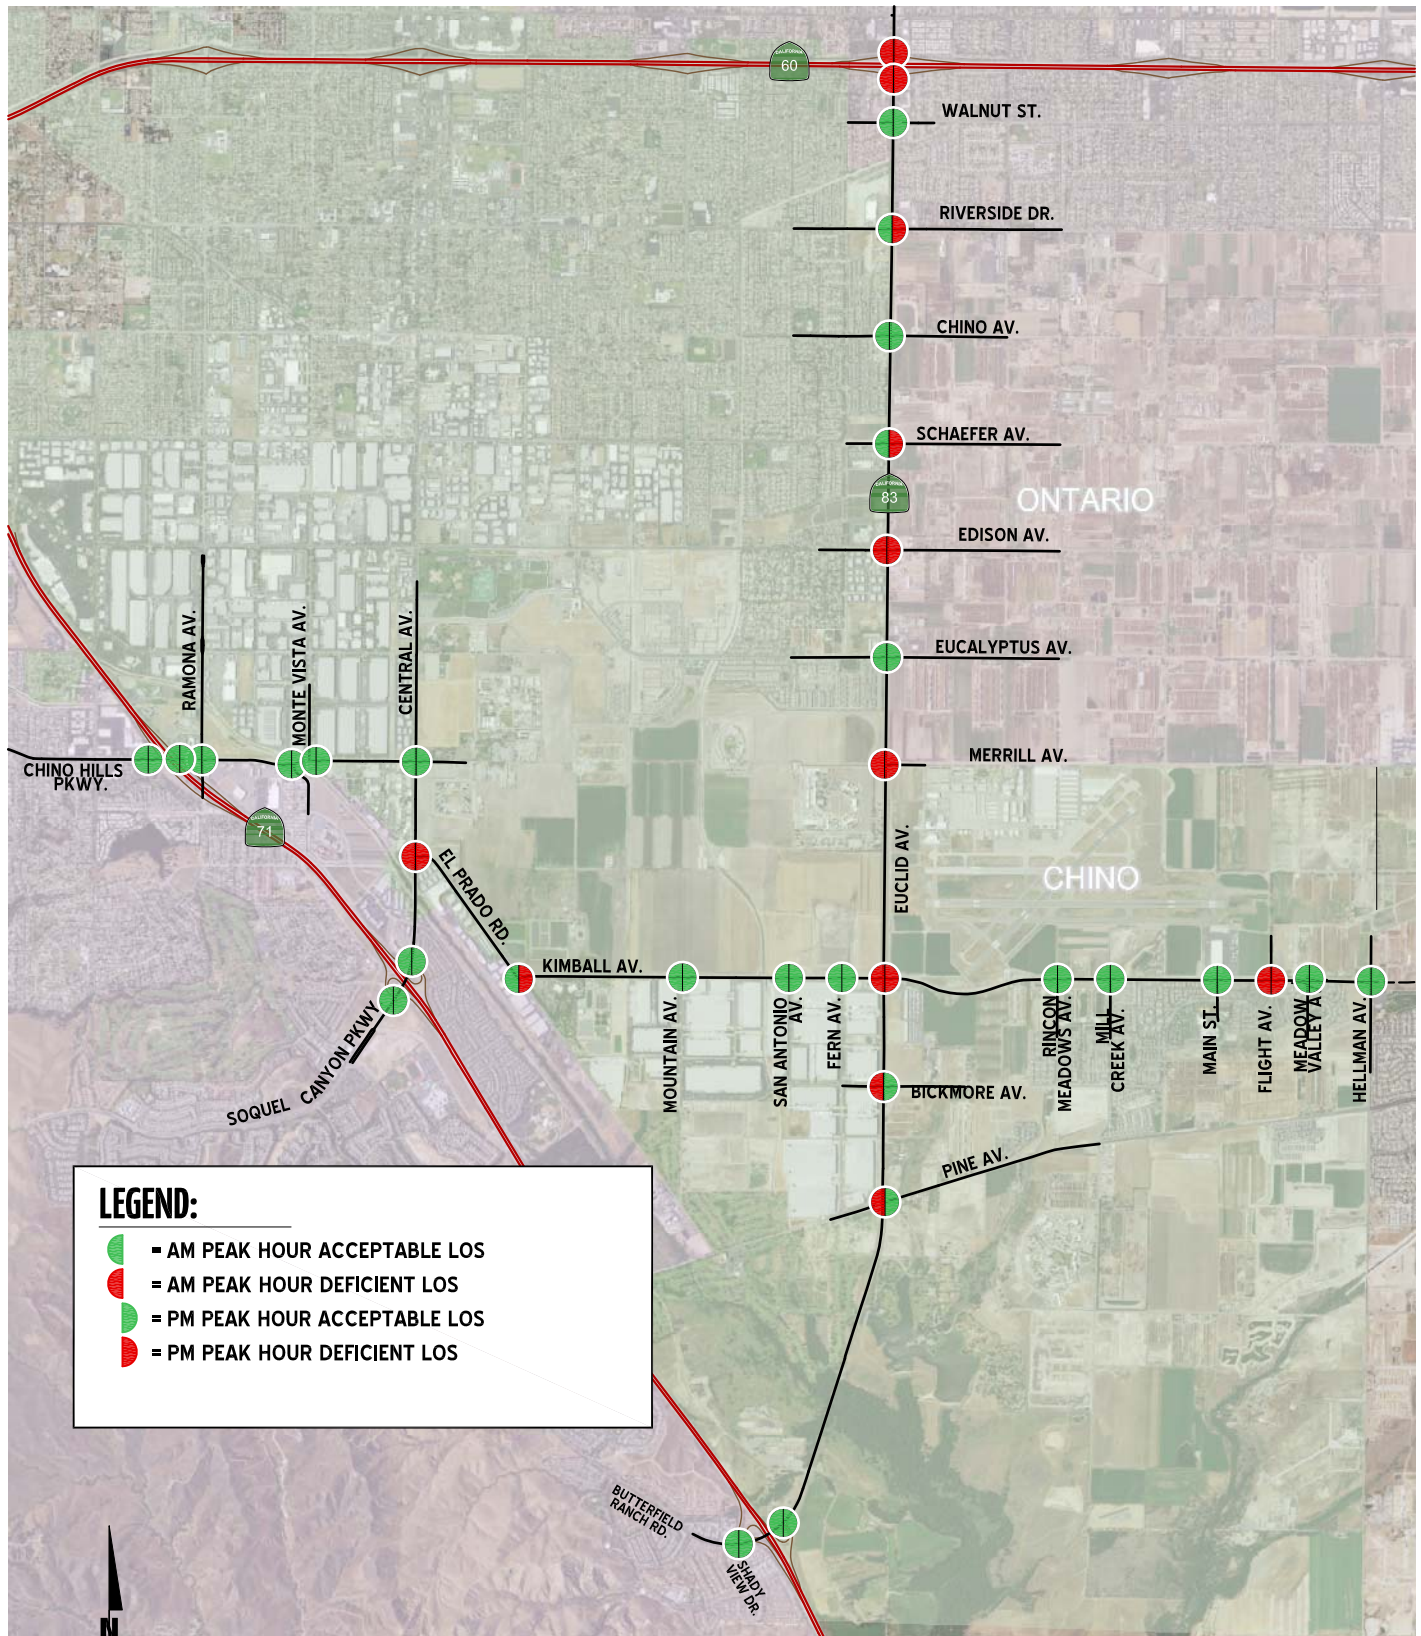 CALIFORNIA
60
WALNUT ST.
RIVERSIDE DR.
CHINO AV.
SCHAEFER AV.
CALIFORNIA
83
ONTARIO
EDISON AV.
EUCALYPTUS AV.
RAMONA AV.
MONTE VISTA AV.
CENTRAL AV.
MERRILL AV.
CHINO HILLS
PKWY.
CALIFORNIA
71
EL PRADO RD.
EUCLID AV.
CHINO
KIMBALL AV.
MOUNTAIN AV.
SAN ANTONIO
AV.
FERN AV.
RINCON
MEADOWS AV.
MILL
CREEK AV.
MAIN ST.
FLIGHT AV.
MEADOW
VALLEY A
HELLMAN AV.
SOQUEL CANYON PKWY
BICKMORE AV.
PINE AV.
LEGEND:
= AM PEAK HOUR ACCEPTABLE LOS
= AM PEAK HOUR DEFICIENT LOS
= PM PEAK HOUR ACCEPTABLE LOS
= PM PEAK HOUR DEFICIENT LOS
BUTTERFIELD
RANCH RD.
SHADY
VIEW DR.
N